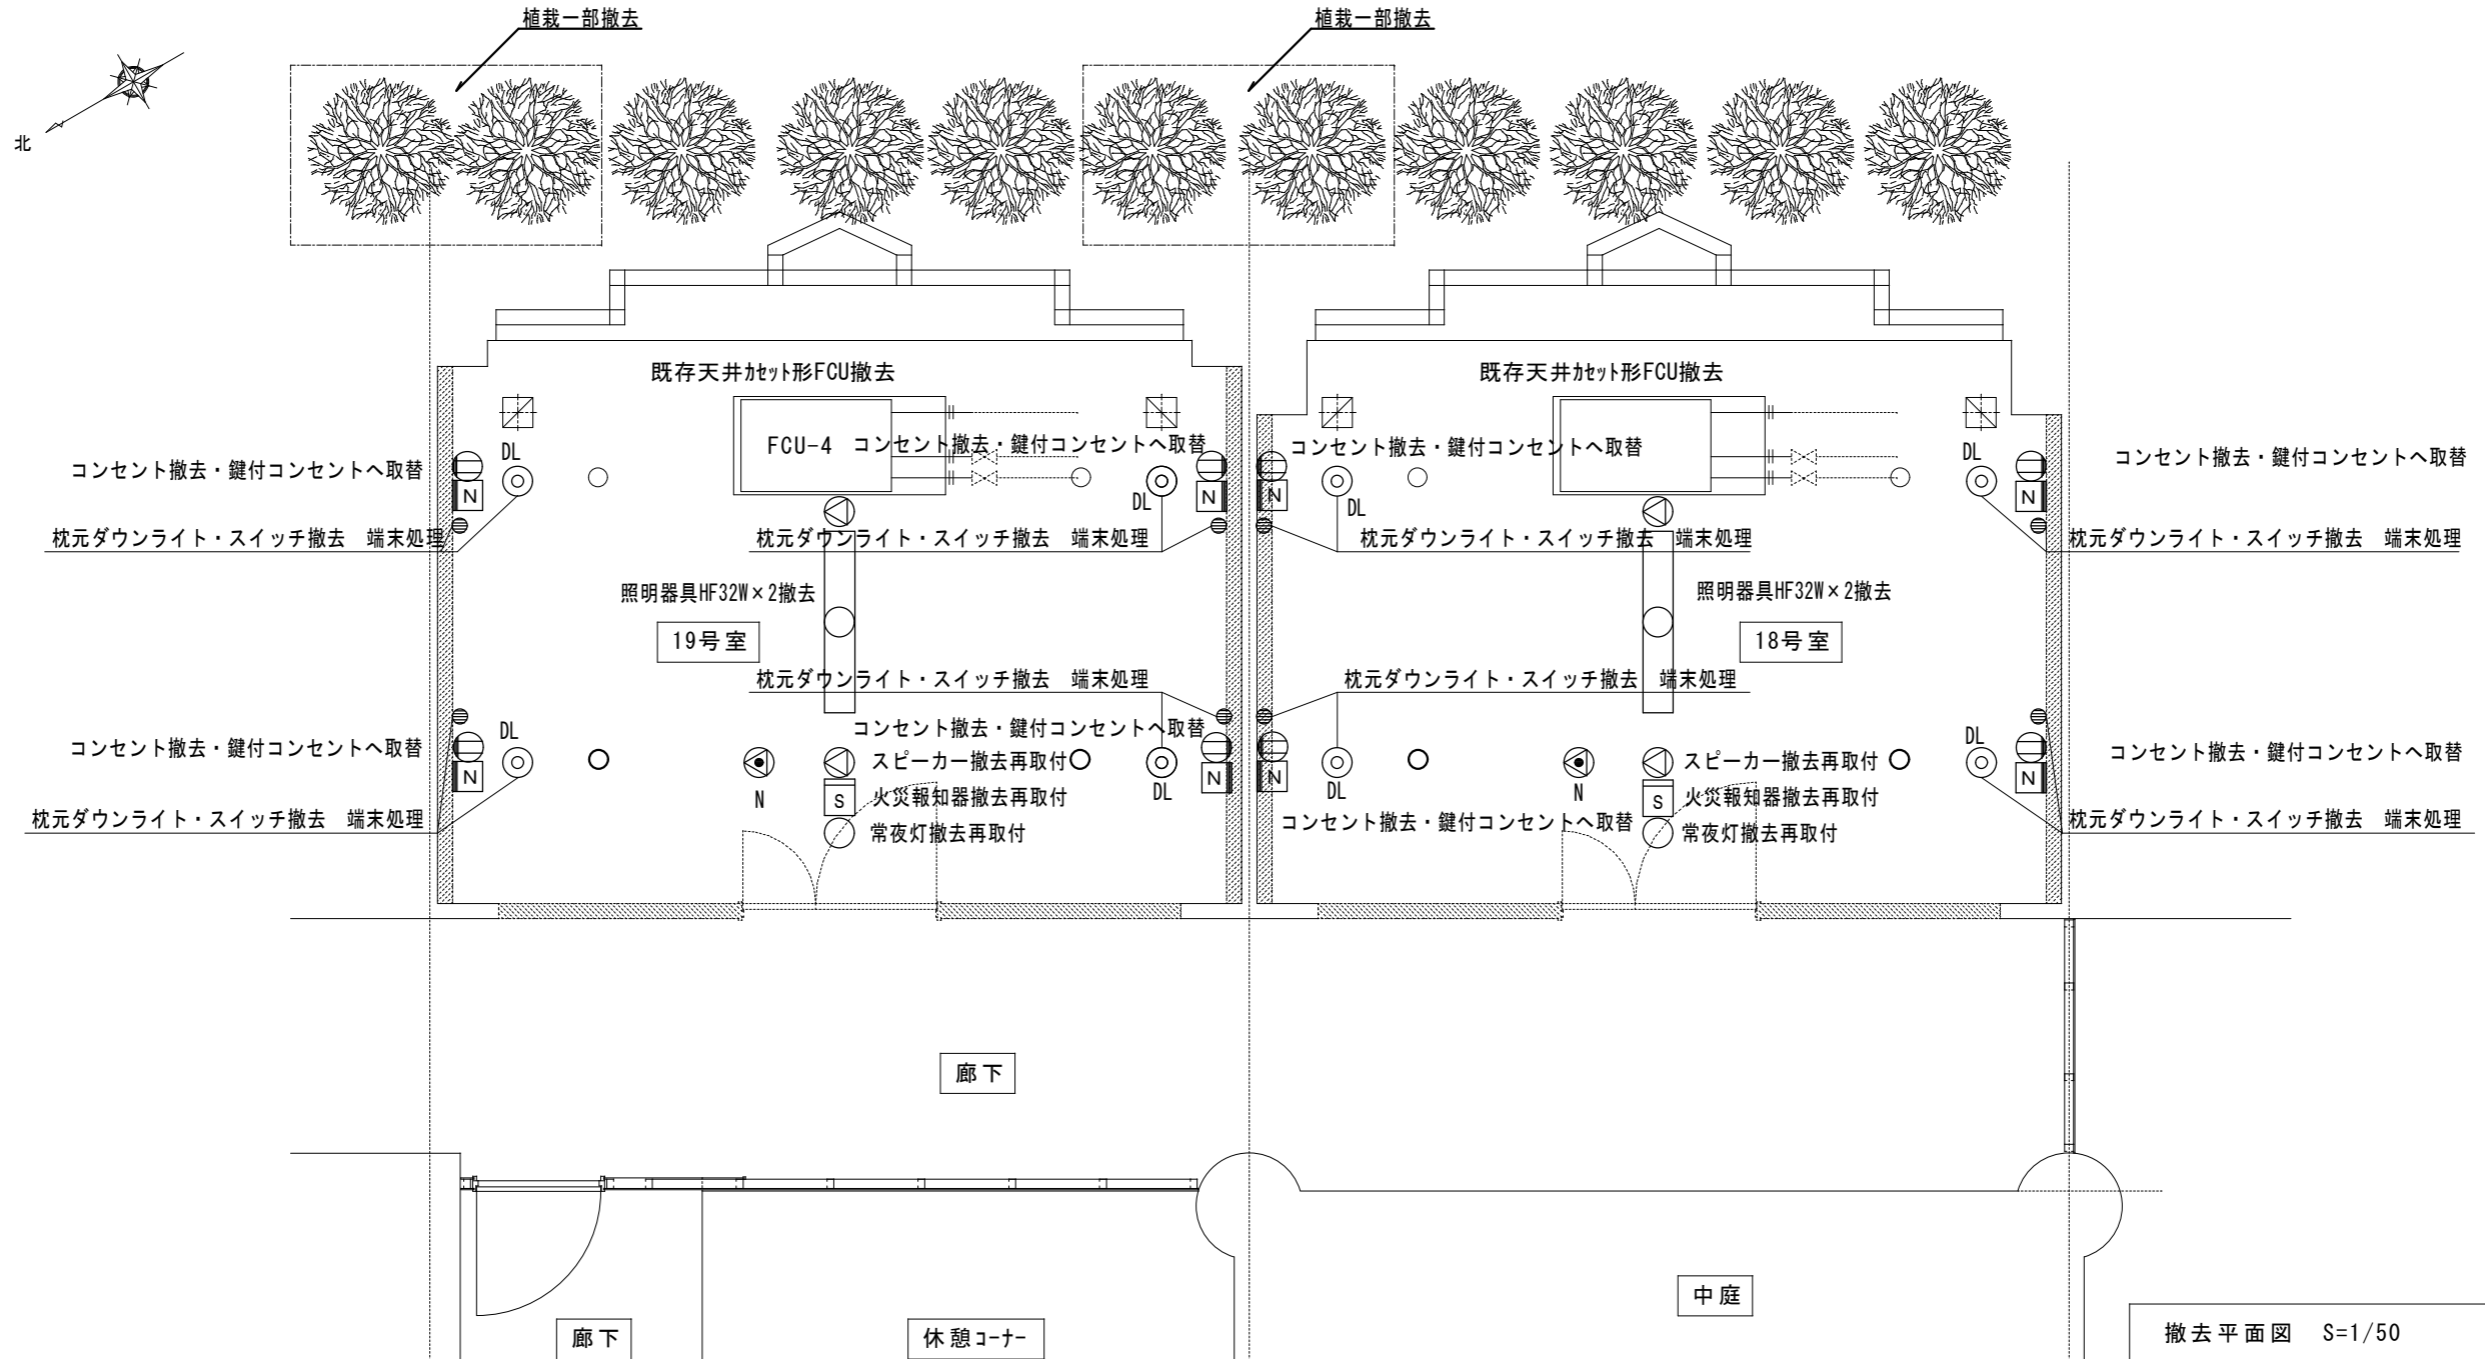 植栽一部撤去
植栽一部撤去
北
既存天井ｶｾｯﾄ形FCU撤去
既存天井ｶｾｯﾄ形FCU撤去
FCU-4
コンセント撤去・鍵付コンセントへ取替
コンセント撤去・鍵付コンセントへ取替
コンセント撤去・鍵付コンセントへ取替
コンセント撤去・鍵付コンセントへ取替
DL
DL
DL
DL
N
N
N
N
枕元ダウンライト・スイッチ撤去　端末処理
枕元ダウンライト・スイッチ撤去　端末処理
枕元ダウンライト・スイッチ撤去　端末処理
枕元ダウンライト・スイッチ撤去　端末処理
照明器具HF32W×2撤去
照明器具HF32W×2撤去
19号室
18号室
枕元ダウンライト・スイッチ撤去　端末処理
枕元ダウンライト・スイッチ撤去　端末処理
コンセント撤去・鍵付コンセントへ取替
コンセント撤去・鍵付コンセントへ取替
コンセント撤去・鍵付コンセントへ取替
DL
DL
スピーカー撤去再取付
スピーカー撤去再取付
N
N
N
N
DL
DL
N
N
S
火災報知器撤去再取付
S
火災報知器撤去再取付
枕元ダウンライト・スイッチ撤去　端末処理
コンセント撤去・鍵付コンセントへ取替
枕元ダウンライト・スイッチ撤去　端末処理
常夜灯撤去再取付
常夜灯撤去再取付
廊下
中庭
廊下
休憩ｺｰﾅｰ
撤去平面図　S=1/50